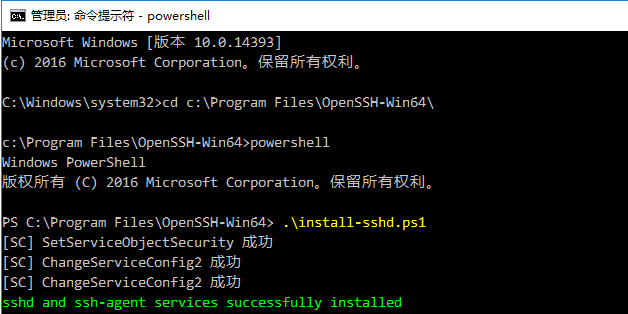 管理员: 命令提示符 - powershell
Microsoft Windows [版本 10.0.14393]
(c) 2016 Microsoft Corporation。保留所有权利。
C:\Windows\system32>cd c:\Program Files\OpenSSH-Win64\
c:\Program Files\OpenSSH-Win64>powershell
Windows PowerShell
版权所有 (C) 2016 Microsoft Corporation。保留所有权利。
PS C:\Program Files\OpenSSH-Win64> .\install-sshd.ps1
[SC] SetServiceObjectSecurity 成功
[SC] ChangeServiceConfig2 成功
[SC] ChangeServiceConfig2 成功
sshd and ssh-agent services successfully installed